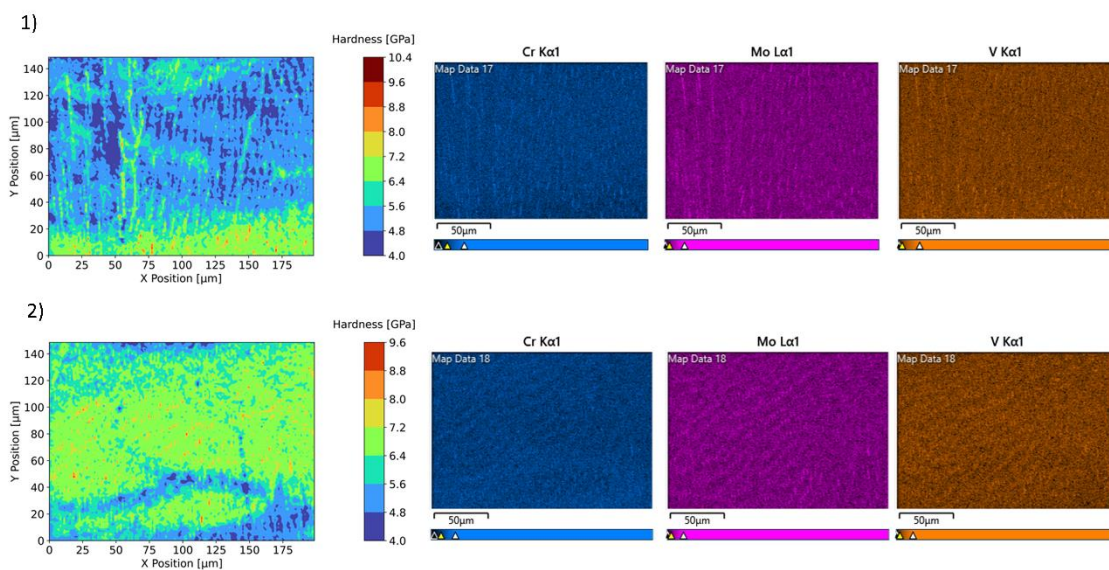 1)
Hardness [GPa]
10.4
9.6
8.8
8.0
7.2
6.4
5.6
4.8
4.0
140
120
100
80
60
40
20
0
Y Position [µm]
0 25 50 75 100 125 150 175
X Position [µm]
Cr Kα1
Map Data 17
50µm
Mo Lα1
Map Data 17
50µm
V Kα1
Map Data 17
50µm
2)
Hardness [GPa]
9.6
8.8
8.0
7.2
6.4
5.6
4.8
4.0
140
120
100
80
60
40
20
0
Y Position [µm]
0 25 50 75 100 125 150 175
X Position [µm]
Cr Kα1
Map Data 18
50µm
Mo Lα1
Map Data 18
50µm
V Kα1
Map Data 18
50µm